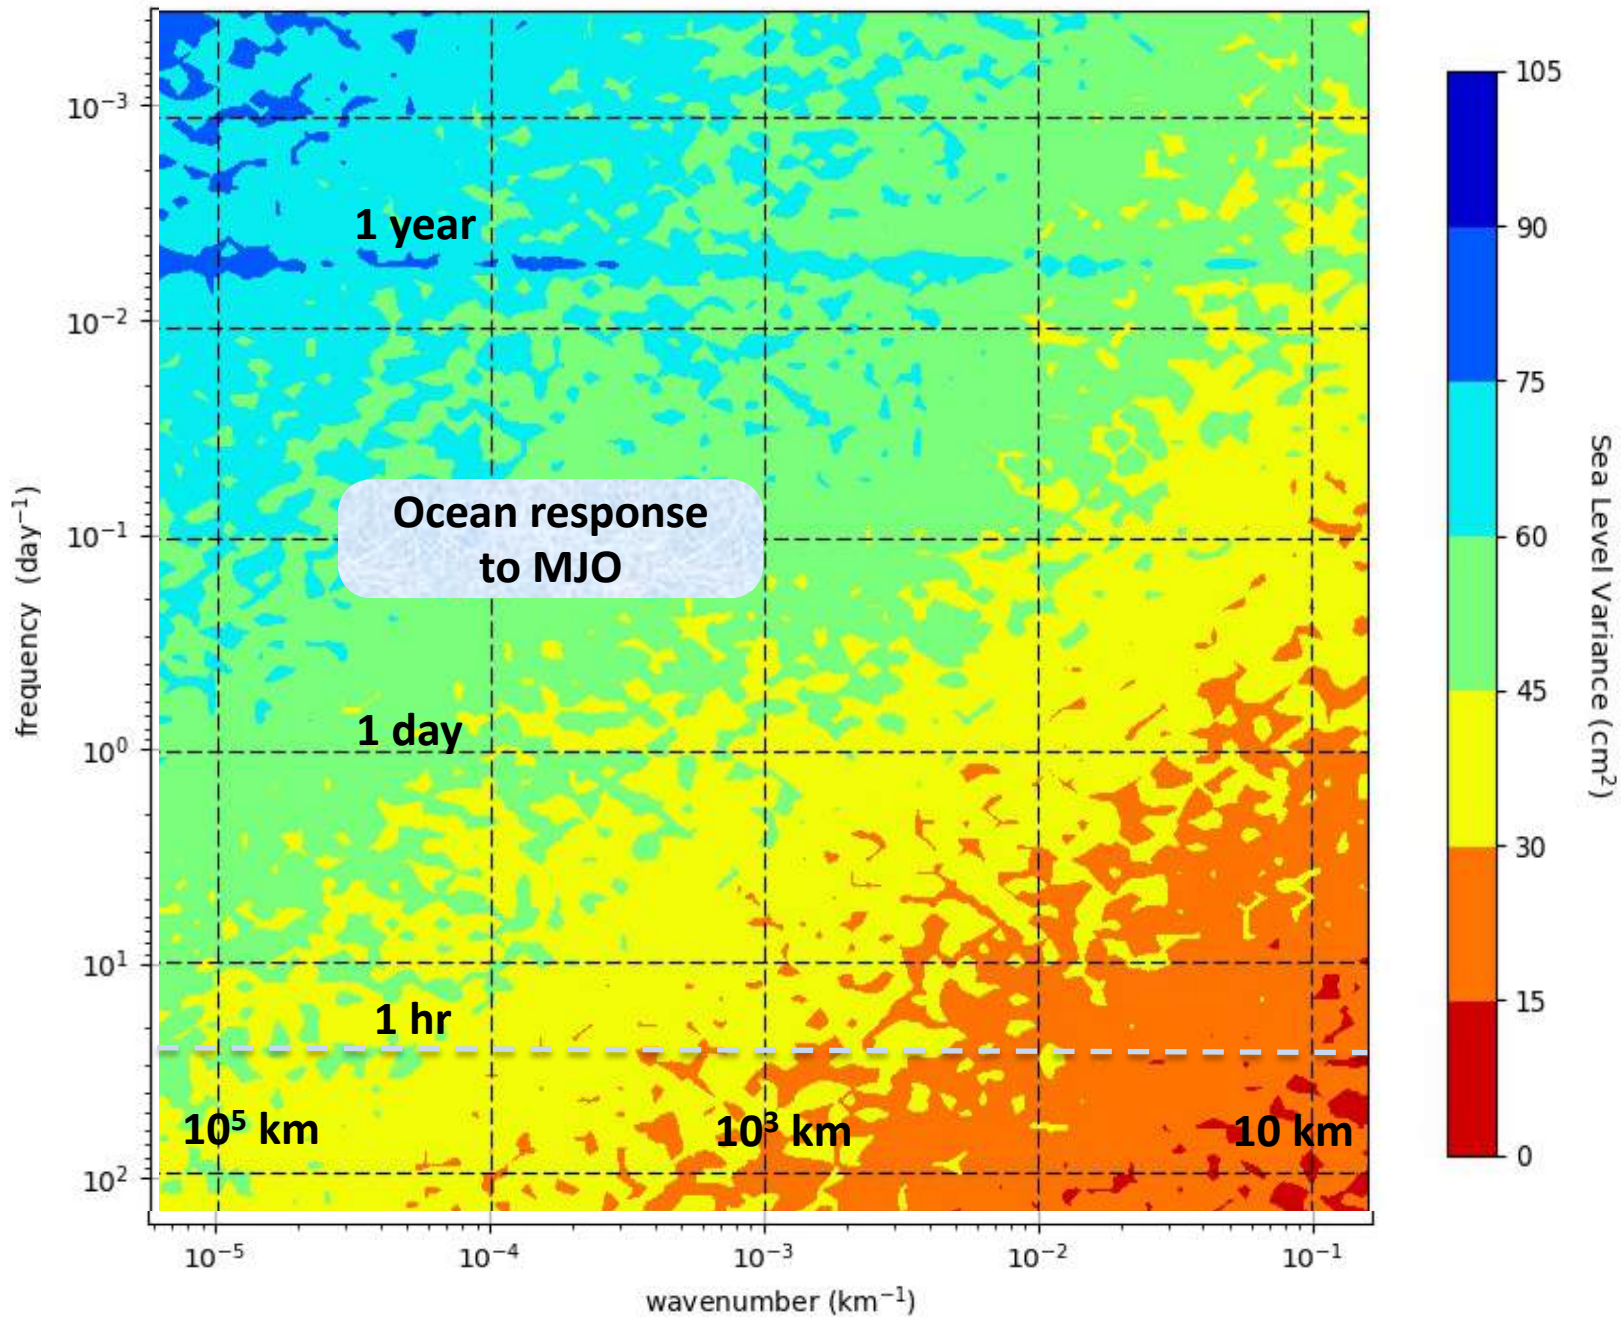 10⁻³
10⁻²
10⁻¹
10⁰
10¹
10²
frequency (day⁻¹)
1 year
Ocean response
to MJO
1 day
1 hr
10⁵ km
10³ km
10 km
10⁻⁵
10⁻⁴
10⁻³
10⁻²
10⁻¹
wavenumber (km⁻¹)
105
90
75
60
45
30
15
0
Sea Level Variance (cm²)